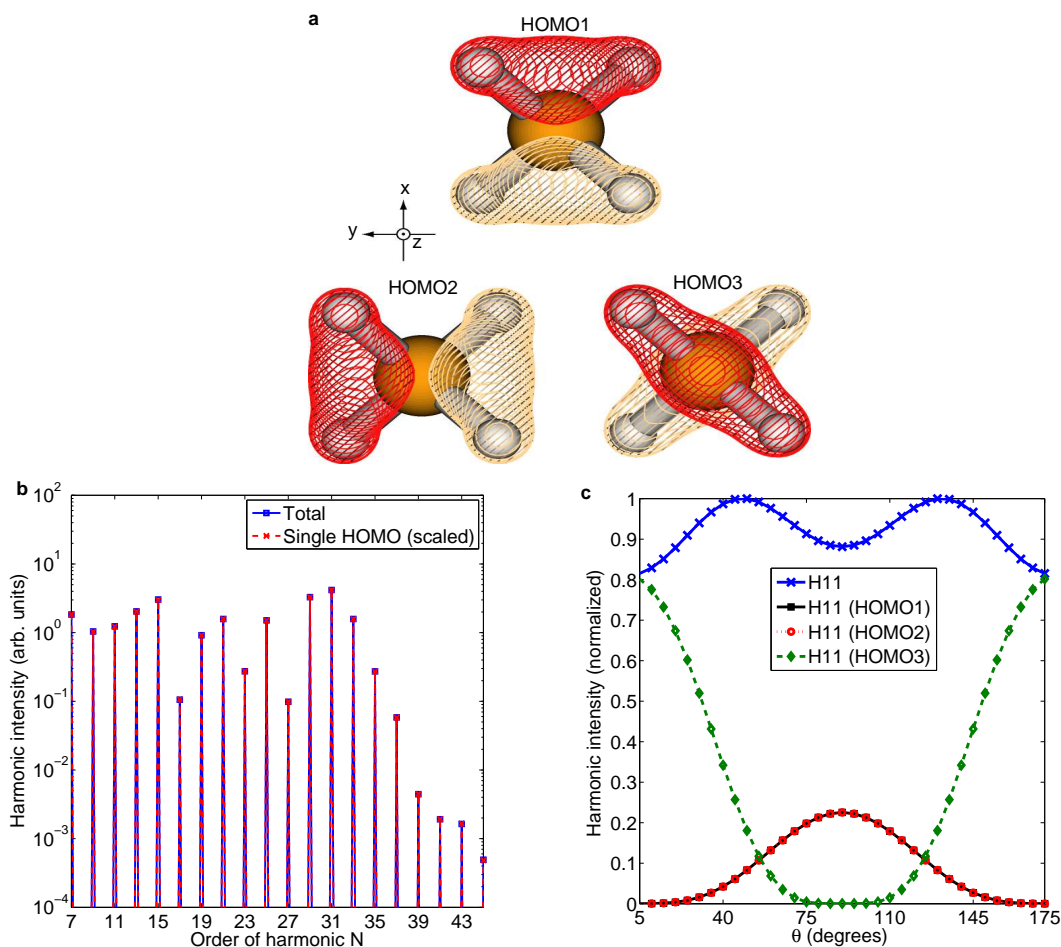 a
HOMO1
x
y
z
HOMO2
HOMO3
b
Harmonic intensity (arb. units)
10^2
10^1
10^0
10^-1
10^-2
10^-3
10^-4
Total
Single HOMO (scaled)
7 11 15 19 23 27 29 31 35 39 43
Order of harmonic N
c
Harmonic intensity (normalized)
1
0.9
0.8
0.7
0.6
0.5
0.4
0.3
0.2
0.1
0
H11
H11 (HOMO1)
H11 (HOMO2)
H11 (HOMO3)
5 40 75 110 145 175
θ (degrees)